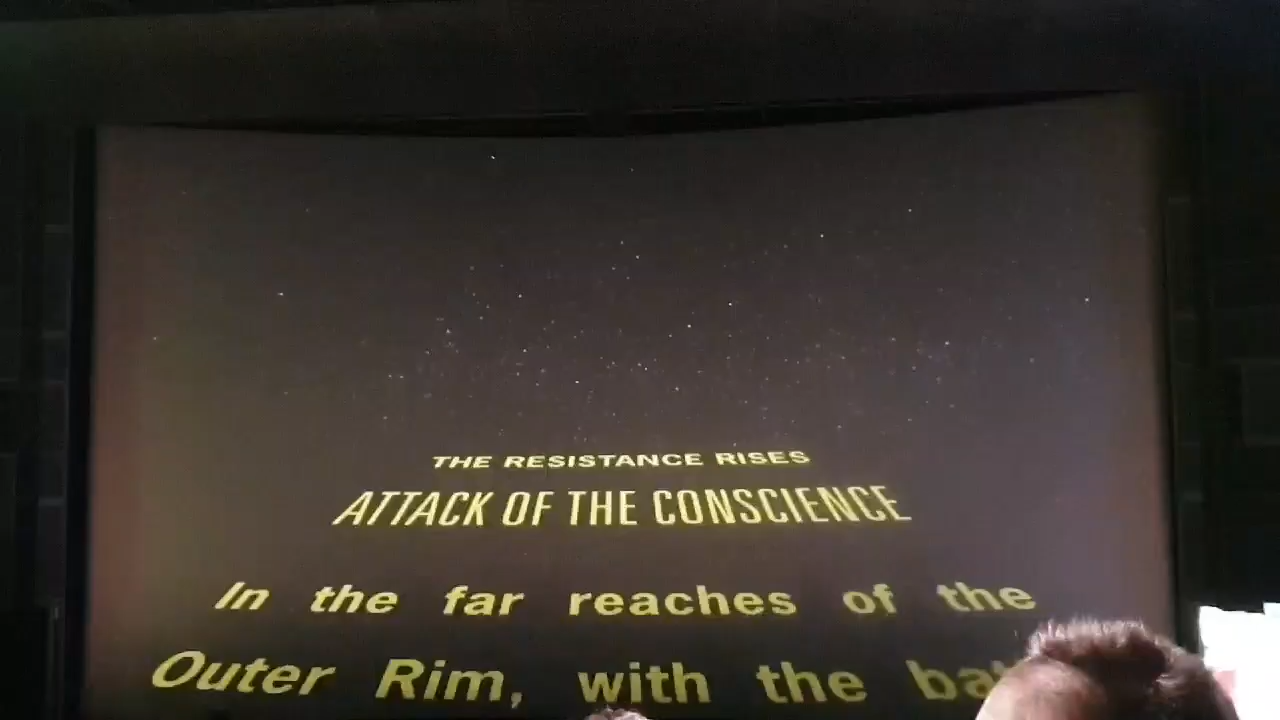 THE RESISTANCE RISES
ATTACK OF THE CONSCIENCE
In the far reaches of the
Outer Rim, with the